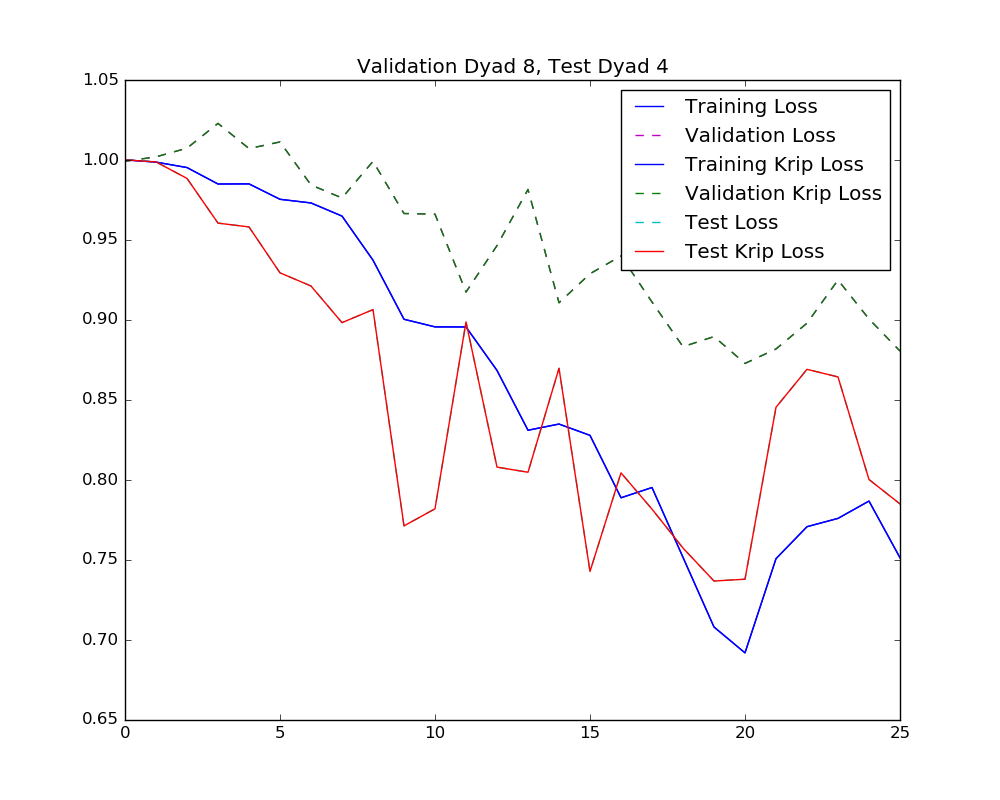 Validation Dyad 8, Test Dyad 4
1.05
1.00
0.95
0.90
0.85
0.80
0.75
0.70
0.65
0 5 10 15 20 25
Training Loss
Validation Loss
Training Krip Loss
Validation Krip Loss
Test Loss
Test Krip Loss